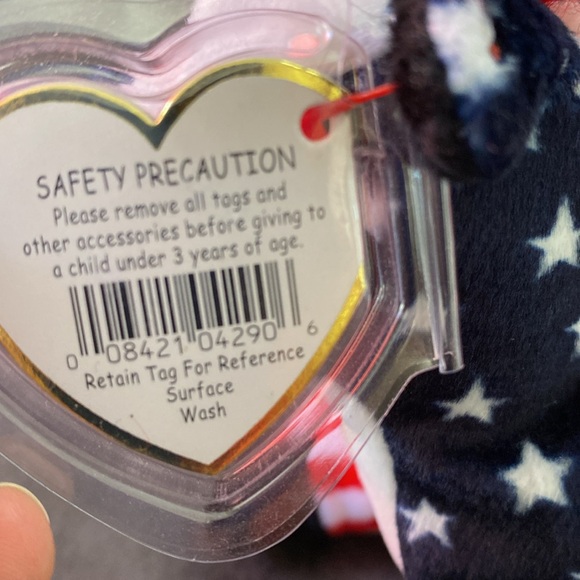 SAFETY PRECAUTION
Please remove all tags and
other accessories before giving to
a child under 3 years of age.
0 08421 04290 6
Retain Tag For Reference
Surface
Wash